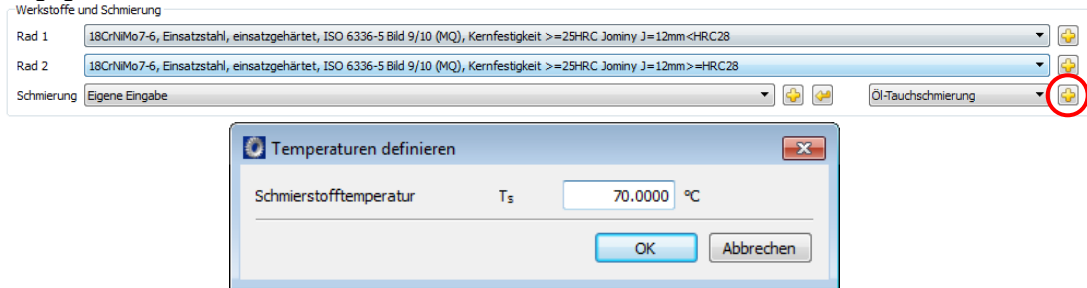 Werkstoffe und Schmierung
Rad 1 18CrNiMo7-6, Einsatzstahl, einsatzgehärtet, ISO 6336-5 Bild 9/10 (MQ), Kernfestigkeit >=25HRC Jominy J=12mm<HRC28
Rad 2 18CrNiMo7-6, Einsatzstahl, einsatzgehärtet, ISO 6336-5 Bild 9/10 (MQ), Kernfestigkeit >=25HRC Jominy J=12mm>=HRC28
Schmierung Eigene Eingabe Öl-Tauchschmierung
Temperaturen definieren
Schmierstofftemperatur Ts 70.0000 °C
OK Abbrechen